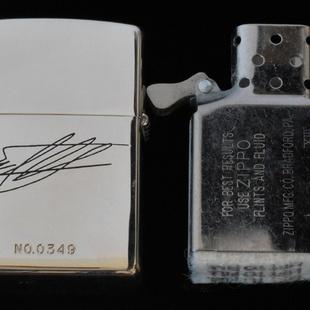 NO.0349
FOR BEST RESULTS
USE ZIPPO
FLINTS AND FLUID
ZIPPO MFG. CO. BRADFORD, PA.